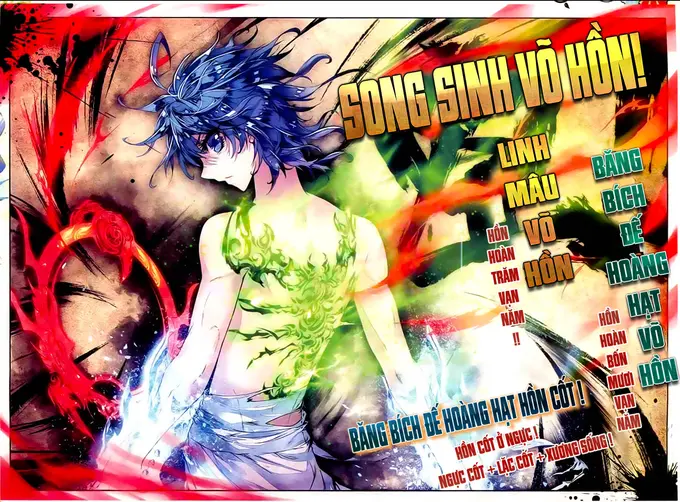 SONG SINH VÕ HỒN!
LINH
MÂU
VÕ
HỒN
HỒN
HOÀN
TRĂM
VẠN
NĂM
!!
BĂNG
BÍCH
ĐẾ
HOÀNG
HẠT
VÕ
HỒN
HỒN
HOÀN
BỐN
MƯƠI
VẠN
NĂM
BĂNG BÍCH ĐẾ HOÀNG HẠT HỒN CỐT !
HỒN CỐT Ở NGỰC !
NGỰC CỐT + LẶC CỐT + XƯƠNG SỐNG !